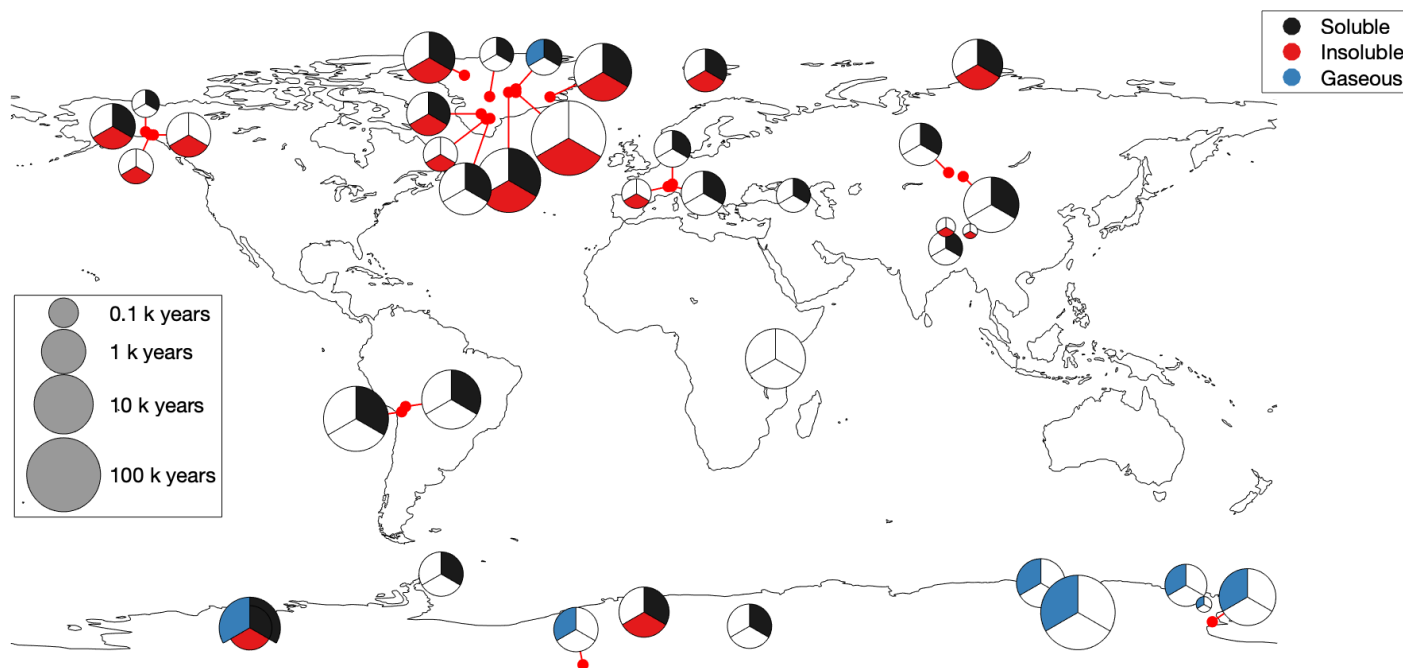 Soluble
Insoluble
Gaseous
0.1 k years
1 k years
10 k years
100 k years